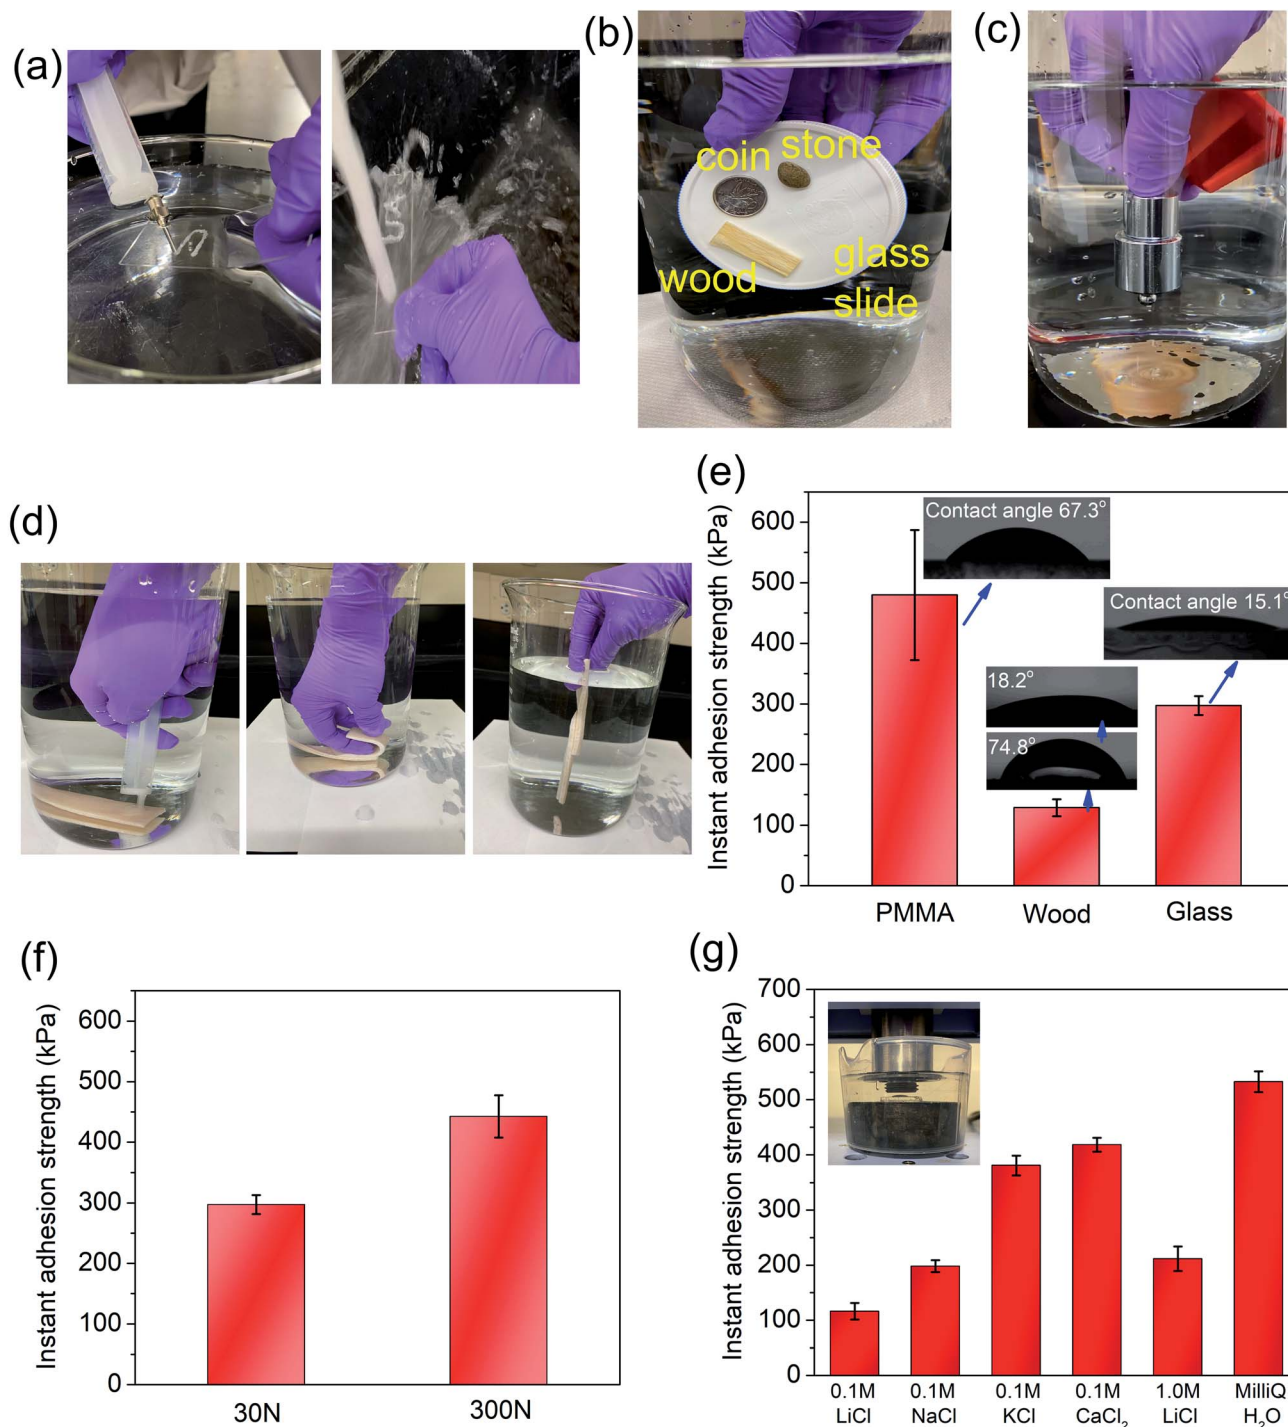 (a)
(b)
coin stone
wood
glass
slide
(c)
(d)
(e)
Instant adhesion strength (kPa)
600
500
400
300
200
100
0
Contact angle 67.3°
Contact angle 15.1°
18.2°
74.8°
PMMA Wood Glass
(f)
Instant adhesion strength (kPa)
600
500
400
300
200
100
0
30N 300N
(g)
Instant adhesion strength (kPa)
700
600
500
400
300
200
100
0
0.1M 0.1M 0.1M 0.1M 1.0M MilliQ
LiCl NaCl KCl CaCl₂ LiCl H₂O